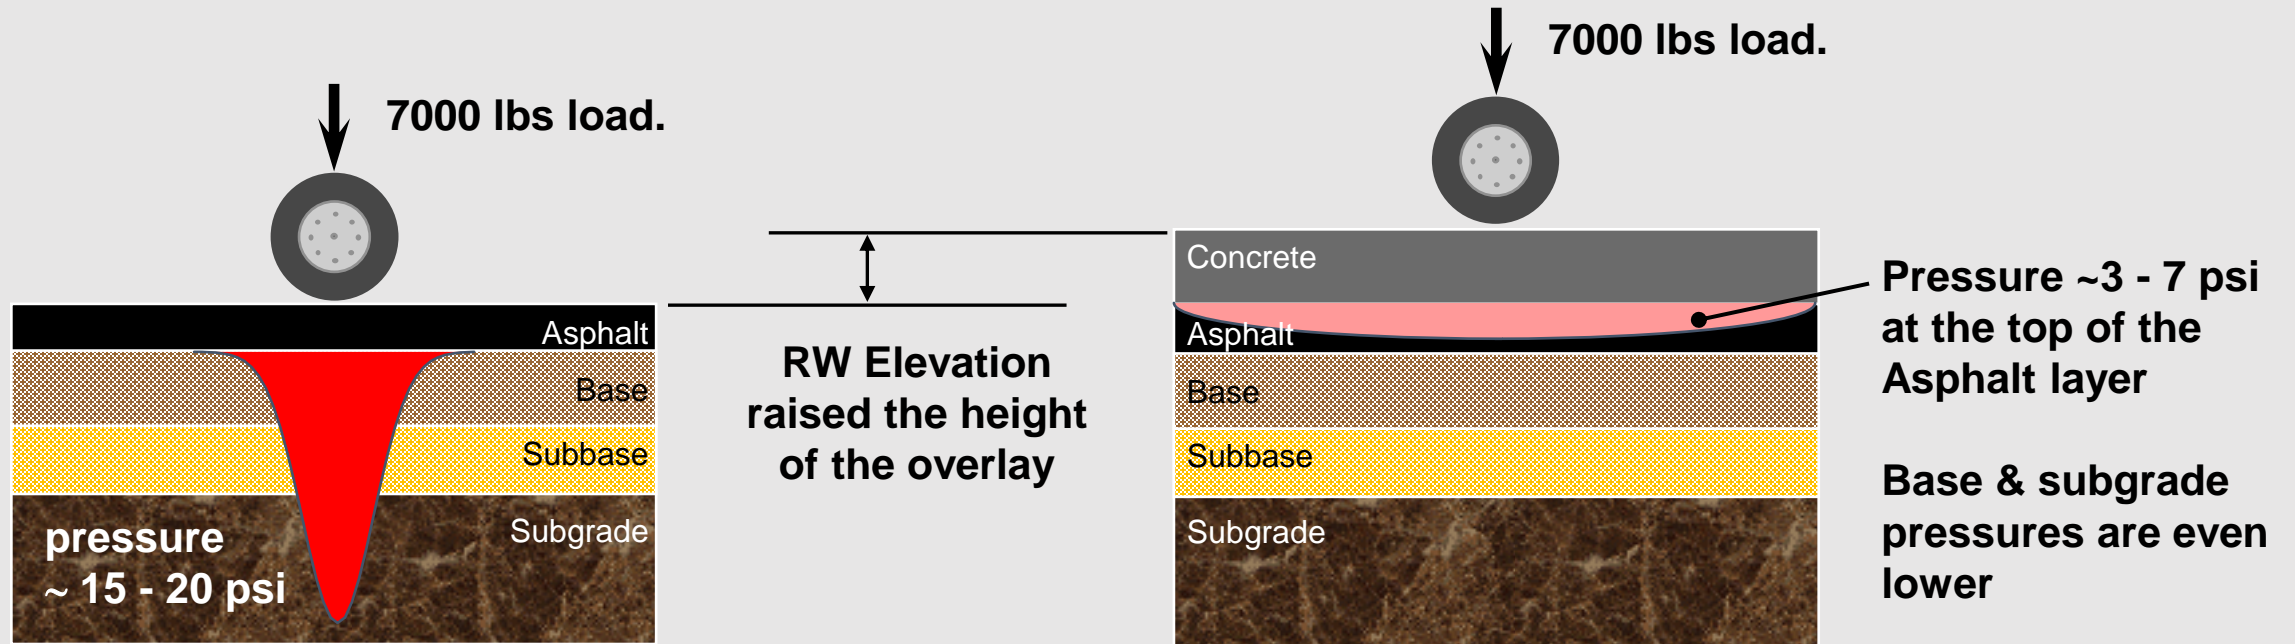 7000 lbs load.
Asphalt
Base
Subbase
Subgrade
pressure
~ 15 - 20 psi
RW Elevation
raised the height
of the overlay
7000 lbs load.
Concrete
Asphalt
Base
Subbase
Subgrade
Pressure ~3 - 7 psi
at the top of the
Asphalt layer
Base & subgrade
pressures are even
lower